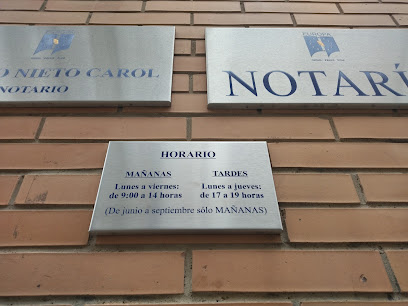 O NIETO CAROL
NOTARIO
NOTARÍ
HORARIO
MAÑANAS
Lunes a viernes:
de 9:00 a 14 horas
TARDES
Lunes a jueves:
de 17 a 19 horas
(De junio a septiembre sólo MAÑANAS)